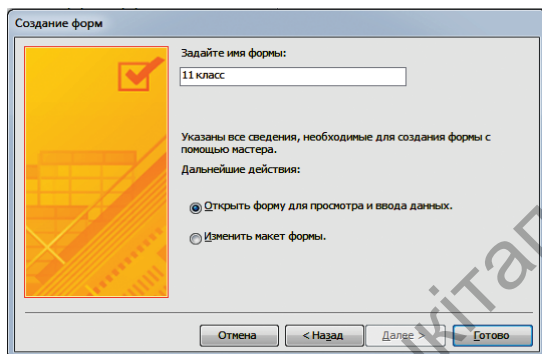 Создание форм
Задайте имя формы:
11 класс
Указаны все сведения, необходимые для создания формы с
помощью мастера.
Дальнейшие действия:
Открыть форму для просмотра и ввода данных.
Изменить макет формы.
Отмена
< Назад
Далее >
Готово